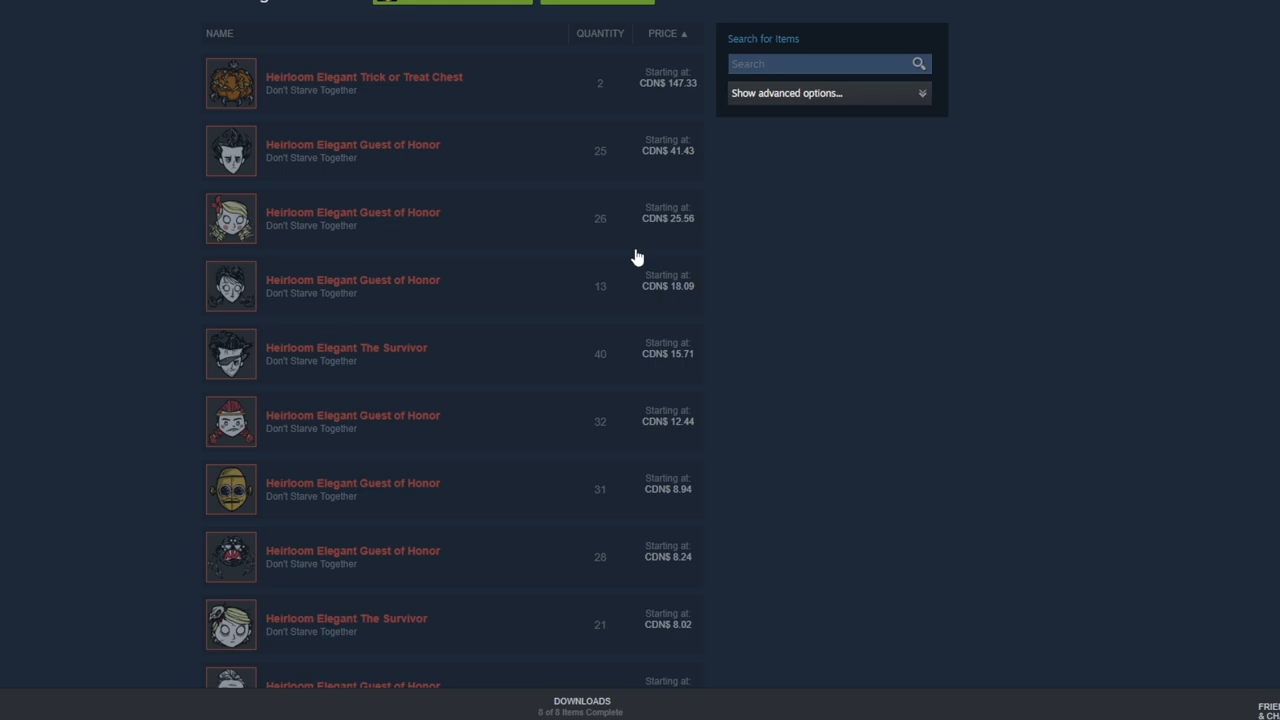 NAME QUANTITY PRICE ▲
Heirloom Elegant Trick or Treat Chest
Don't Starve Together
2
Starting at:
CDN$ 147.33
Heirloom Elegant Guest of Honor
Don't Starve Together
25
Starting at:
CDN$ 41.43
Heirloom Elegant Guest of Honor
Don't Starve Together
26
Starting at:
CDN$ 25.56
Heirloom Elegant Guest of Honor
Don't Starve Together
13
Starting at:
CDN$ 18.09
Heirloom Elegant The Survivor
Don't Starve Together
40
Starting at:
CDN$ 15.71
Heirloom Elegant Guest of Honor
Don't Starve Together
32
Starting at:
CDN$ 12.44
Heirloom Elegant Guest of Honor
Don't Starve Together
31
Starting at:
CDN$ 8.94
Heirloom Elegant Guest of Honor
Don't Starve Together
28
Starting at:
CDN$ 8.24
Heirloom Elegant The Survivor
Don't Starve Together
21
Starting at:
CDN$ 8.02
Heirloom Elegant Guest of Honor
Starting at:
Search for Items
Search
Show advanced options...
DOWNLOADS
8 of 8 Items Complete